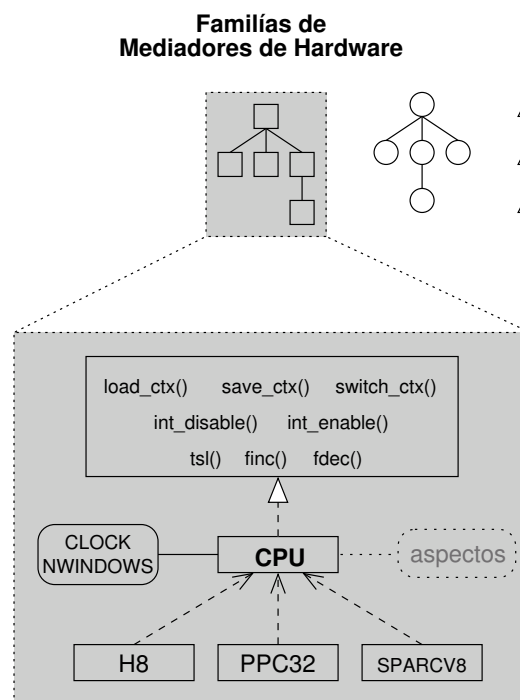 Familías de
Mediadores de Hardware
load_ctx() save_ctx() switch_ctx()
int_disable() int_enable()
tsl() finc() fdec()
CLOCK
NWINDOWS
CPU
aspectos
H8
PPC32
SPARCV8